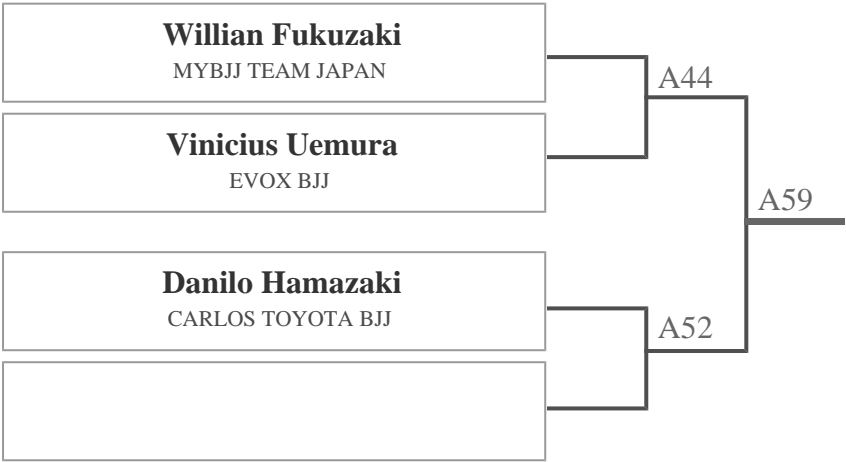 Willian Fukuzaki
MYBJJ TEAM JAPAN
A44
Vinicius Uemura
EVOX BJJ
A59
Danilo Hamazaki
CARLOS TOYOTA BJJ
A52